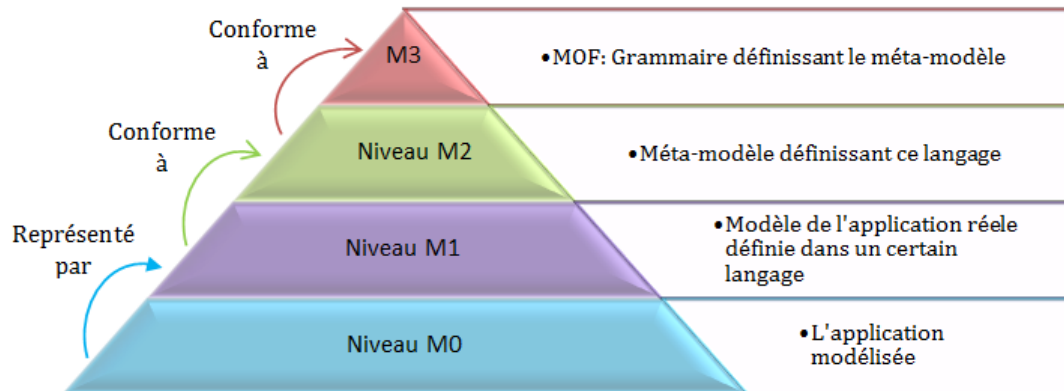 Conforme
à
M3
•MOF: Grammaire définissant le méta-modèle
Conforme
à
Niveau M2
•Méta-modèle définissant ce langage
Représenté
par
Niveau M1
•Modèle de l'application réele
définie dans un certain
langage
Niveau M0
•L'application
modélisée